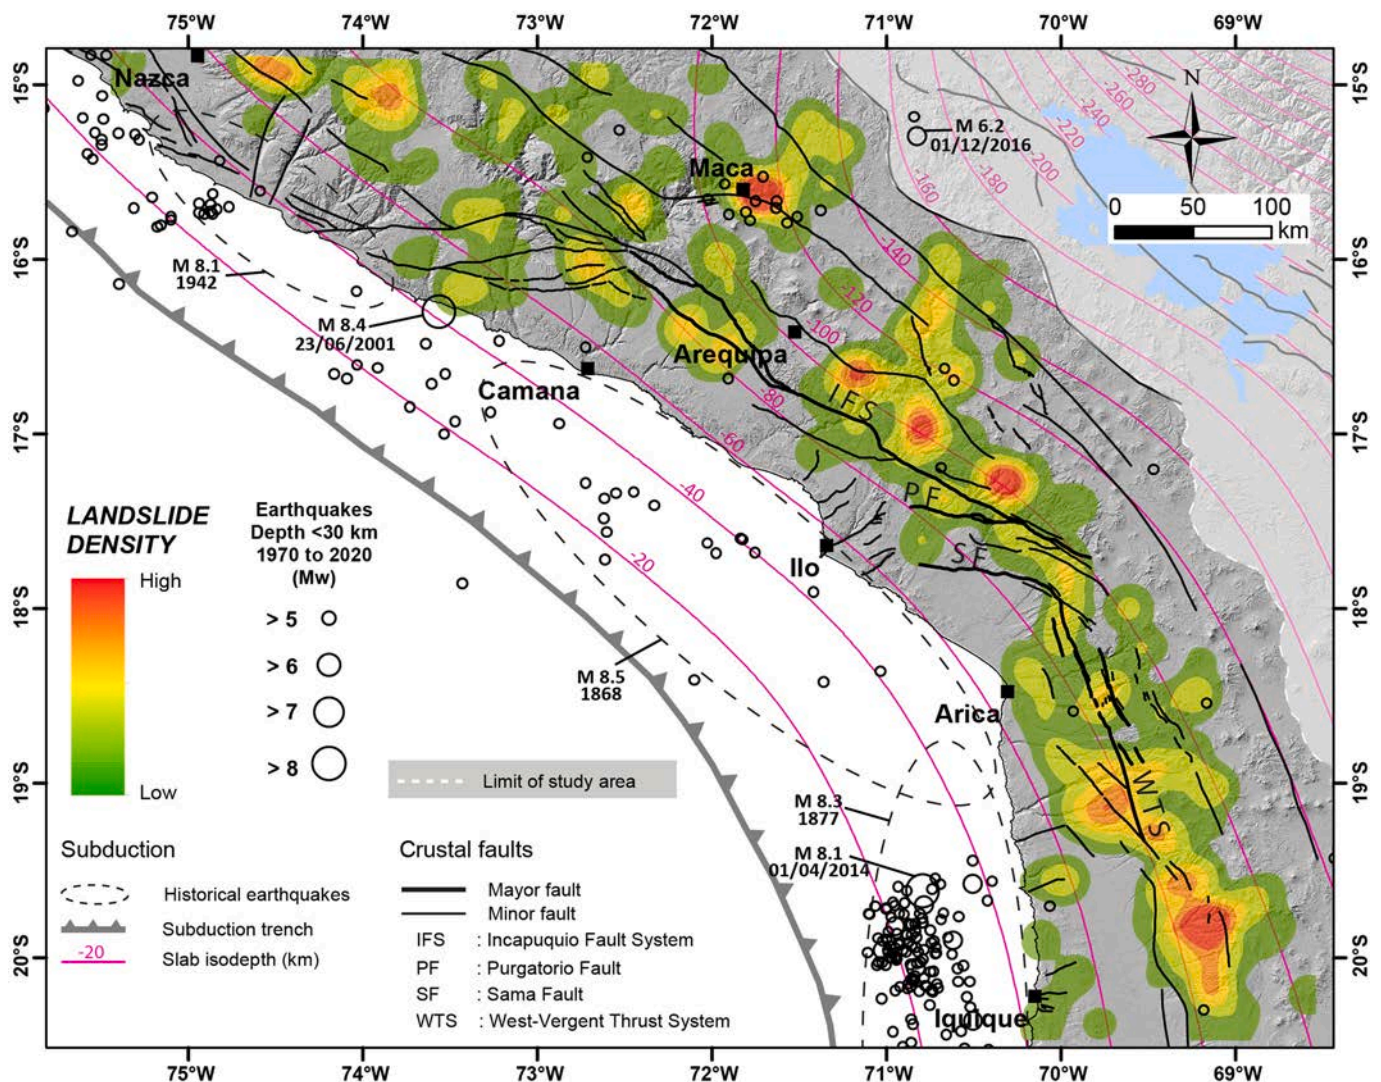 75°W 74°W 73°W 72°W 71°W 70°W 69°W
15°S 15°S
16°S 16°S
17°S 17°S
18°S 18°S
19°S 19°S
20°S 20°S
75°W 74°W 73°W 72°W 71°W 70°W 69°W
Nazca
Maca
Arequipa
Camana
Ilo
Arica
Iquique
M 6.2
01/12/2016
M 8.1
1942
M 8.4
23/06/2001
M 8.5
1868
M 8.3
1877
M 8.1
01/04/2014
IFS
PF
SF
WTS
-20
-40
-60
-80
-100
-120
-140
-160
-180
-200
-220
-240
-260
-280
N
0 50 100
km
LANDSLIDE
DENSITY
High
Low
Earthquakes
Depth <30 km
1970 to 2020
(Mw)
> 5
> 6
> 7
> 8
Limit of study area
Subduction
Historical earthquakes
Subduction trench
-20 Slab isodepth (km)
Crustal faults
Mayor fault
Minor fault
IFS : Incapuquio Fault System
PF : Purgatorio Fault
SF : Sama Fault
WTS : West-Vergent Thrust System